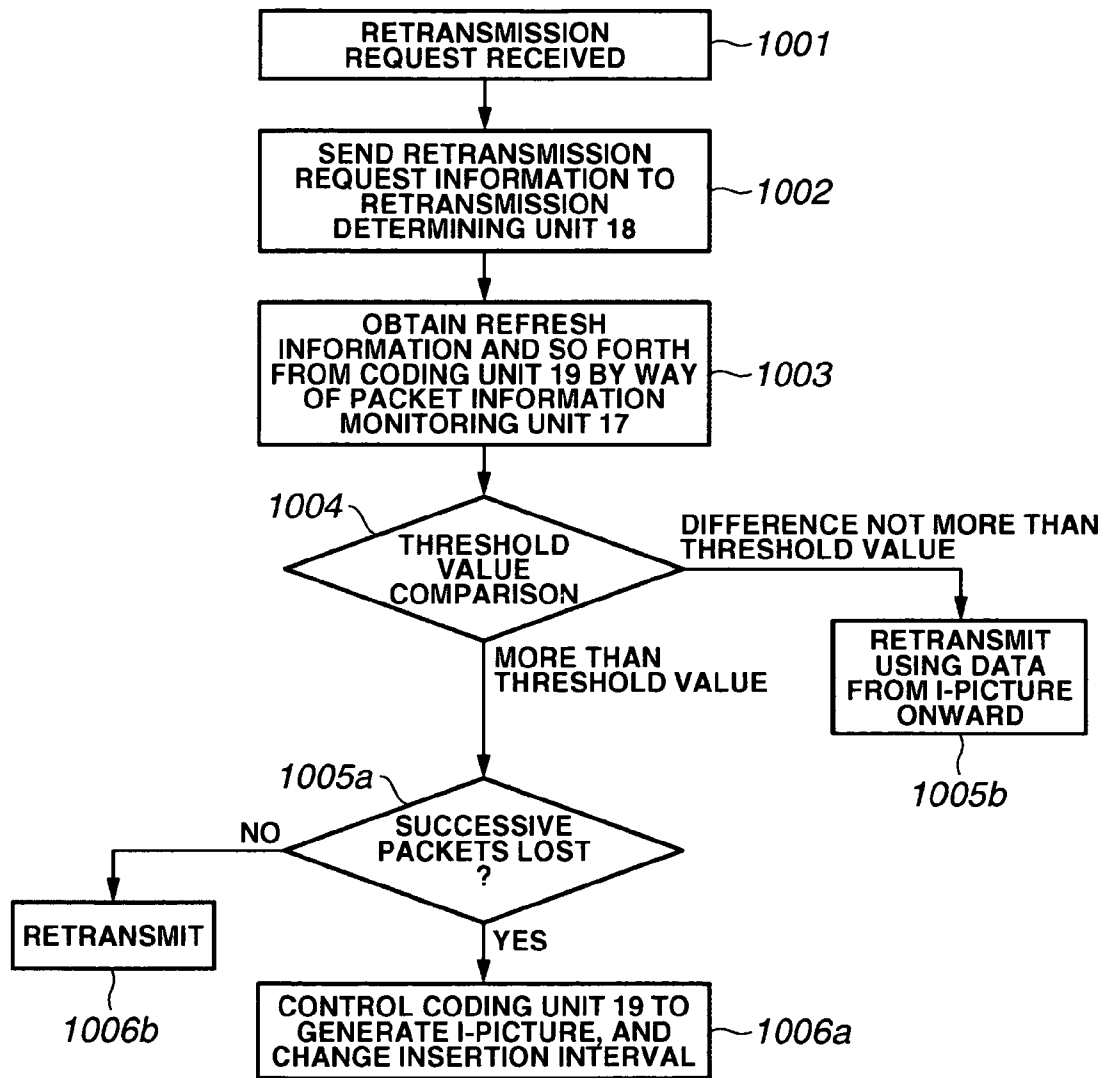 RETRANSMISSION
REQUEST RECEIVED
1001
SEND RETRANSMISSION
REQUEST INFORMATION TO
RETRANSMISSION
DETERMINING UNIT 18
1002
OBTAIN REFRESH
INFORMATION AND SO FORTH
FROM CODING UNIT 19 BY WAY
OF PACKET INFORMATION
MONITORING UNIT 17
1003
1004
THRESHOLD
VALUE
COMPARISON
DIFFERENCE NOT MORE THAN
THRESHOLD VALUE
RETRANSMIT
USING DATA
FROM I-PICTURE
ONWARD
1005b
MORE THAN
THRESHOLD VALUE
1005a
SUCCESSIVE
PACKETS LOST
?
NO
RETRANSMIT
1006b
YES
CONTROL CODING UNIT 19 TO
GENERATE I-PICTURE, AND
CHANGE INSERTION INTERVAL
1006a